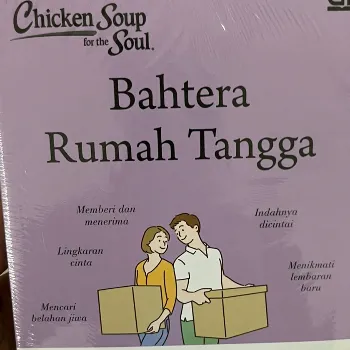 Chicken Soup
for the Soul
Bahtera
Rumah Tangga
Memberi dan
menerima
Indahnya
dicintai
Lingkaran
cinta
Menikmati
lembaran
baru
Mencari
belahan jiwa